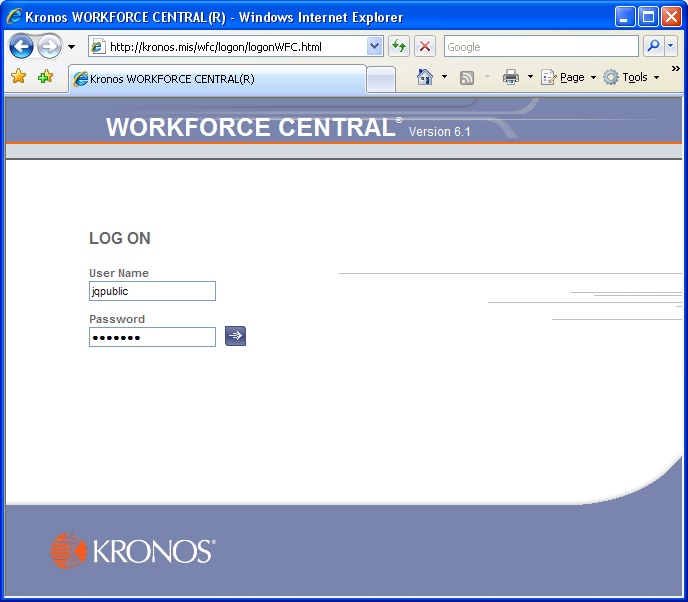 Kronos WORKFORCE CENTRAL(R) - Windows Internet Explorer
http://kronos.mis/wfc/logon/logonWFC.html
Google
Kronos WORKFORCE CENTRAL(R)
Page
Tools
»
WORKFORCE CENTRAL® Version 6.1
LOG ON
User Name
jqpublic
Password
●●●●●●●
KRONOS®